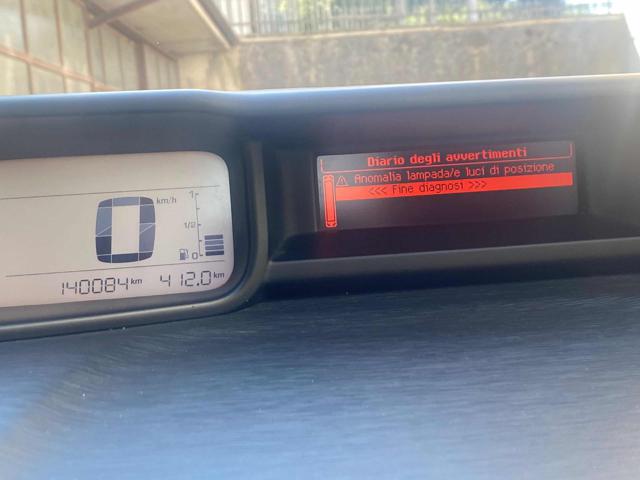 Diario degli avvertimenti
Anomalia lampada/e luci di posizione
<<< Fine diagnosi >>>
1
km/h
1/2
0
0
140084 km 412.0 km